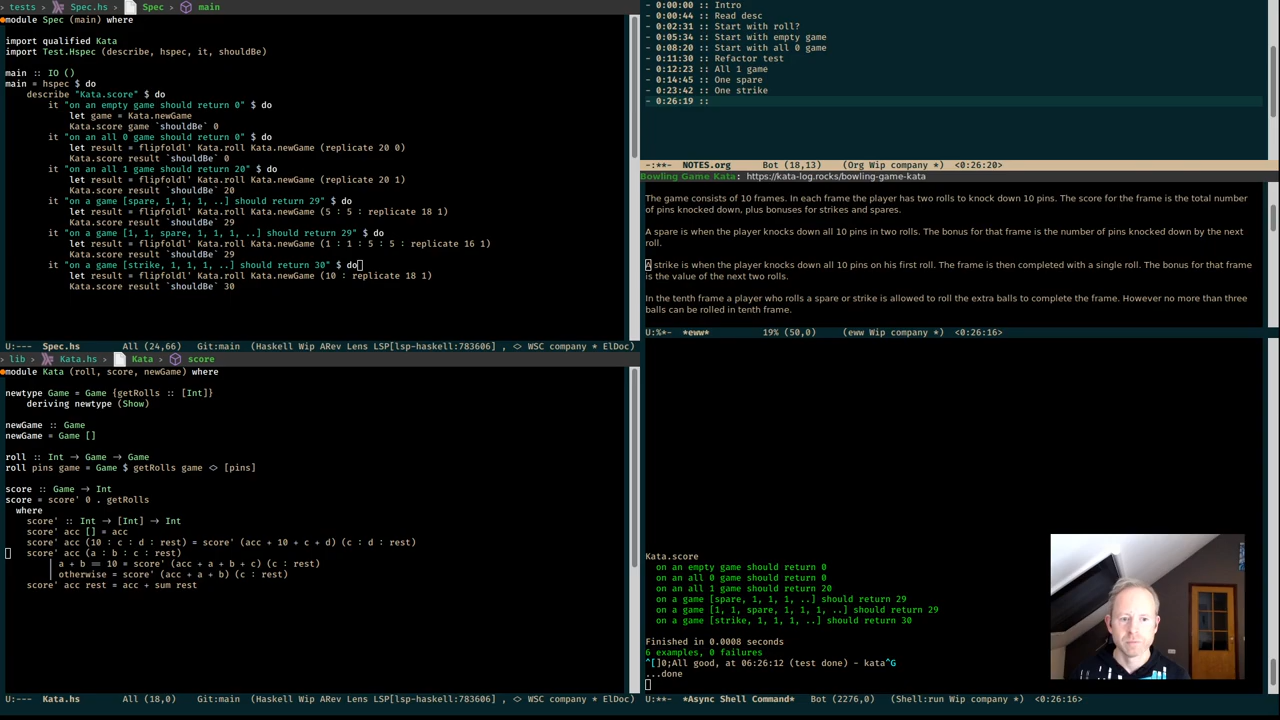 tests › Spec.hs › Spec › main
module Spec (main) where
import qualified Kata
import Test.Hspec (describe, hspec, it, shouldBe)
main :: IO ()
main = hspec $ do
describe "Kata.score" $ do
it "on an empty game should return 0" $ do
let game = Kata.newGame
Kata.score game `shouldBe` 0
it "on an all 0 game should return 0" $ do
let result = flipfoldl' Kata.roll Kata.newGame (replicate 20 0)
Kata.score result `shouldBe` 0
it "on an all 1 game should return 20" $ do
let result = flipfoldl' Kata.roll Kata.newGame (replicate 20 1)
Kata.score result `shouldBe` 20
it "on a game [spare, 1, 1, 1, ..] should return 29" $ do
let result = flipfoldl' Kata.roll Kata.newGame (5 : 5 : replicate 18 1)
Kata.score result `shouldBe` 29
it "on a game [1, 1, spare, 1, 1, 1, ..] should return 29" $ do
let result = flipfoldl' Kata.roll Kata.newGame (1 : 1 : 5 : 5 : replicate 16 1)
Kata.score result `shouldBe` 29
it "on a game [strike, 1, 1, 1, ..] should return 30" $ do
let result = flipfoldl' Kata.roll Kata.newGame (10 : replicate 18 1)
Kata.score result `shouldBe` 30
U:--- Spec.hs All (24,66) Git:main (Haskell Wip ARev Lens LSP[lsp-haskell:783606] , <> WSC company * ElDoc)
lib › Kata.hs › Kata › score
module Kata (roll, score, newGame) where
newtype Game = Game {getRolls :: [Int]}
deriving newtype (Show)
newGame :: Game
newGame = Game []
roll :: Int → Game → Game
roll pins game = Game $ getRolls game <> [pins]
score :: Game → Int
score = score' 0 . getRolls
where
score' :: Int → [Int] → Int
score' acc [] = acc
score' acc (10 : c : d : rest) = score' (acc + 10 + c + d) (c : d : rest)
score' acc (a : b : c : rest)
| a + b == 10 = score' (acc + a + b + c) (c : rest)
| otherwise = score' (acc + a + b) (c : rest)
score' acc rest = acc + sum rest
U:--- Kata.hs All (18,0) Git:main (Haskell Wip ARev Lens LSP[lsp-haskell:783606] , <> WSC company * ElDoc)
- 0:00:00 :: Intro
- 0:00:44 :: Read desc
- 0:02:31 :: Start with roll?
- 0:05:34 :: Start with empty game
- 0:08:20 :: Start with all 0 game
- 0:11:30 :: Refactor test
- 0:12:23 :: All 1 game
- 0:14:45 :: One spare
- 0:23:42 :: One strike
- 0:26:19 ::
-:**- NOTES.org Bot (18,13) (Org Wip company *) <0:26:20>
Bowling Game Kata: https://kata-log.rocks/bowling-game-kata
The game consists of 10 frames. In each frame the player has two rolls to knock down 10 pins. The score for the frame is the total number
of pins knocked down, plus bonuses for strikes and spares.
A spare is when the player knocks down all 10 pins in two rolls. The bonus for that frame is the number of pins knocked down by the next
roll.
A strike is when the player knocks down all 10 pins on his first roll. The frame is then completed with a single roll. The bonus for that frame
is the value of the next two rolls.
In the tenth frame a player who rolls a spare or strike is allowed to roll the extra balls to complete the frame. However no more than three
balls can be rolled in tenth frame.
U:%*- *eww* 19% (50,0) (eww Wip company *) <0:26:16>
Kata.score
on an empty game should return 0
on an all 0 game should return 0
on an all 1 game should return 20
on a game [spare, 1, 1, 1, ..] should return 29
on a game [1, 1, spare, 1, 1, 1, ..] should return 29
on a game [strike, 1, 1, 1, ..] should return 30
Finished in 0.0008 seconds
6 examples, 0 failures
^[]0;All good, at 06:26:12 (test done) - kata^G
...done
U:**- *Async Shell Command* Bot (2276,0) (Shell:run Wip company *) <0:26:16>